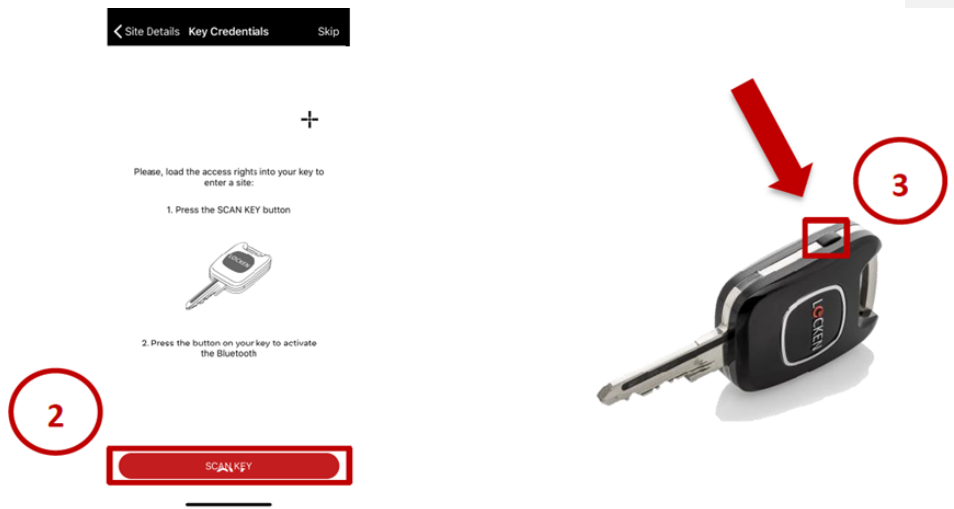 Site Details Key Credentials Skip
Please, load the access rights into your key to
enter a site:
1. Press the SCAN KEY button
LOCKEN
2. Press the button on your key to activate
the Bluetooth
2
SCAN KEY
3
LOCKEN